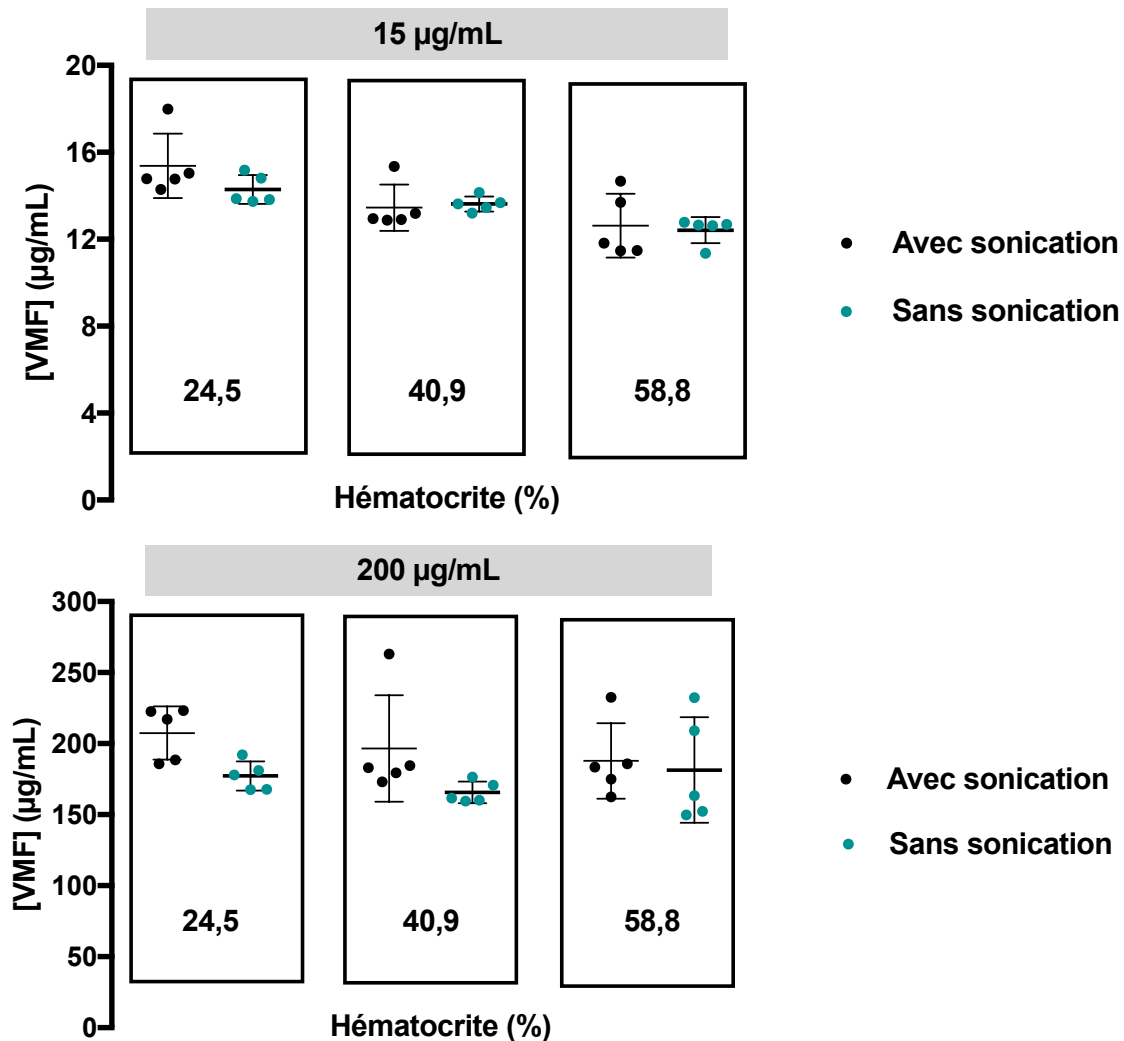 15 µg/mL
20
16
12
8
4
0
[VMF] (µg/mL)
24,5
40,9
58,8
Hématocrite (%)
Avec sonication
Sans sonication
200 µg/mL
300
250
200
150
100
50
0
[VMF] (µg/mL)
24,5
40,9
58,8
Hématocrite (%)
Avec sonication
Sans sonication